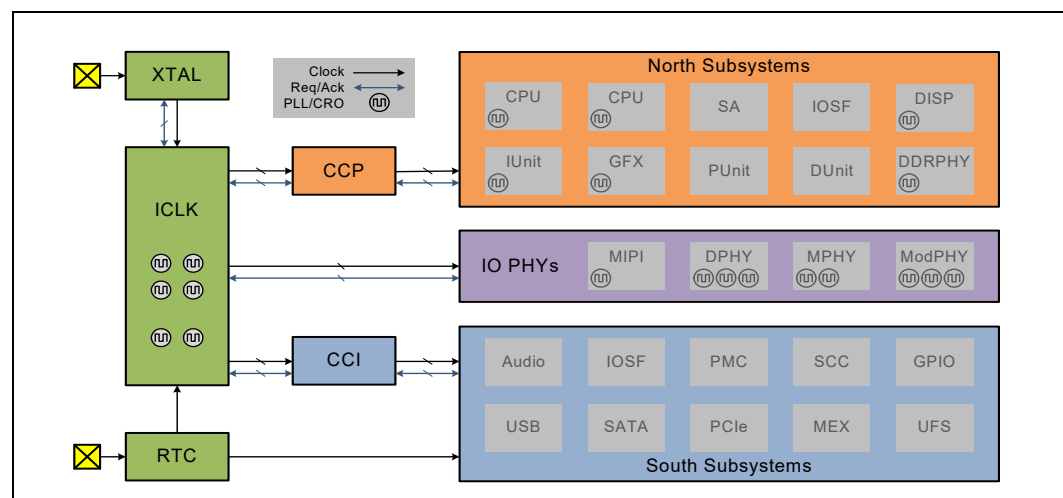 XTAL
Clock
Req/Ack
PLL/CRO
North Subsystems
CPU
CPU
SA
IOSF
DISP
IUnit
GFX
PUnit
DUnit
DDRPHY
CCP
ICLK
IO PHYs
MIPI
DPHY
MPHY
ModPHY
CCI
Audio
IOSF
PMC
SCC
GPIO
USB
SATA
PCIe
MEX
UFS
South Subsystems
RTC